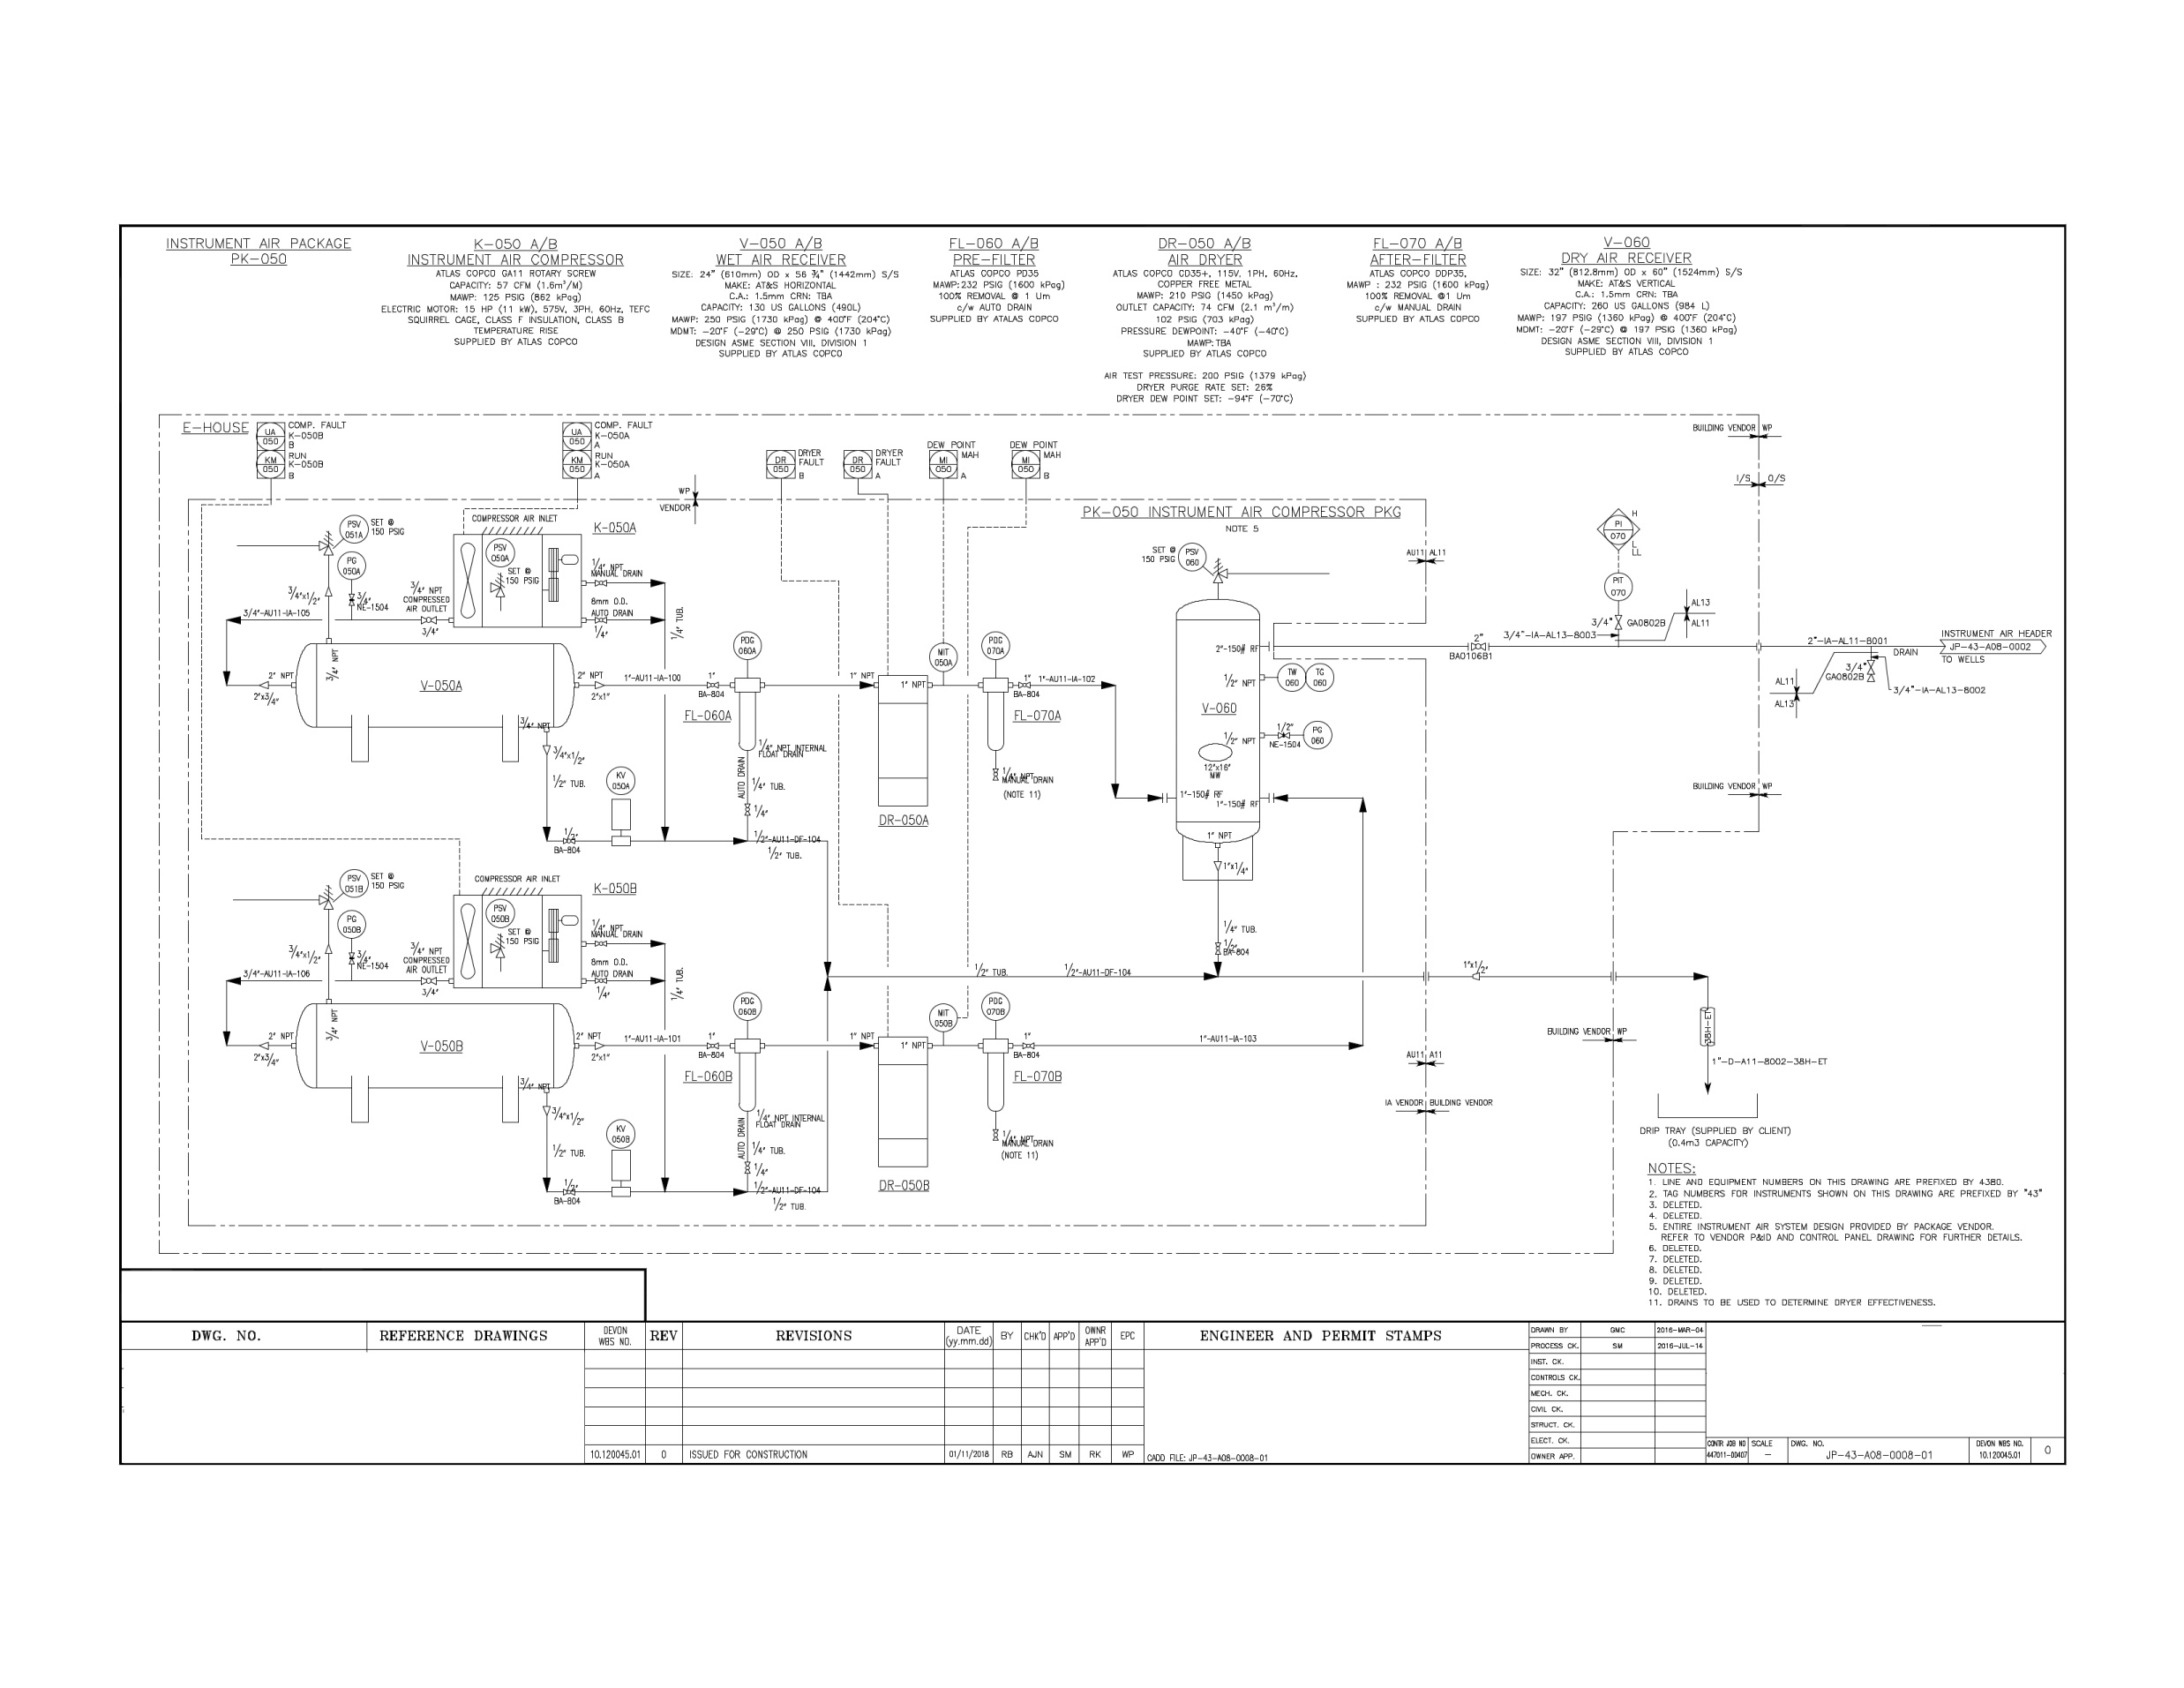 INSTRUMENT AIR PACKAGE
PK-050
K-050 A/B
INSTRUMENT AIR COMPRESSOR
ATLAS COPCO GA11 ROTARY SCREW
CAPACITY: 57 CFM (1.6m³/M)
MAWP: 125 PSIG (862 kPag)
ELECTRIC MOTOR: 15 HP (11 kW), 575V, 3PH, 60Hz, TEFC
SQUIRREL CAGE, CLASS F INSULATION, CLASS B
TEMPERATURE RISE
SUPPLIED BY ATLAS COPCO
V-050 A/B
WET AIR RECEIVER
SIZE: 24" (610mm) OD x 56 ¾" (1442mm) S/S
MAKE: AT&S HORIZONTAL
C.A.: 1.5mm CRN: TBA
CAPACITY: 130 US GALLONS (490L)
MAWP: 250 PSIG (1730 kPag) @ 400°F (204°C)
MDMT: -20°F (-29°C) @ 250 PSIG (1730 kPag)
DESIGN ASME SECTION VIII, DIVISION 1
SUPPLIED BY ATLAS COPCO
FL-060 A/B
PRE-FILTER
ATLAS COPCO PD35
MAWP:232 PSIG (1600 kPag)
100% REMOVAL @ 1 Um
c/w AUTO DRAIN
SUPPLIED BY ATALAS COPCO
DR-050 A/B
AIR DRYER
ATLAS COPCO CD35+, 115V, 1PH, 60Hz,
COPPER FREE METAL
MAWP: 210 PSIG (1450 kPag)
OUTLET CAPACITY: 74 CFM (2.1 m³/m)
102 PSIG (703 kPag)
PRESSURE DEWPOINT: -40°F (-40°C)
MAWP: TBA
SUPPLIED BY ATLAS COPCO
AIR TEST PRESSURE: 200 PSIG (1379 kPag)
DRYER PURGE RATE SET: 26%
DRYER DEW POINT SET: -94°F (-70°C)
FL-070 A/B
AFTER-FILTER
ATLAS COPCO DDP35,
MAWP : 232 PSIG (1600 kPag)
100% REMOVAL @1 Um
c/w MANUAL DRAIN
SUPPLIED BY ATLAS COPCO
V-060
DRY AIR RECEIVER
SIZE: 32" (812.8mm) OD x 60" (1524mm) S/S
MAKE: AT&S VERTICAL
C.A.: 1.5mm CRN: TBA
CAPACITY: 260 US GALLONS (984 L)
MAWP: 197 PSIG (1360 kPag) @ 400°F (204°C)
MDMT: -20°F (-29°C) @ 197 PSIG (1360 kPag)
DESIGN ASME SECTION VIII, DIVISION 1
SUPPLIED BY ATLAS COPCO
E-HOUSE
UA 050 COMP. FAULT K-050B B
KM 050 RUN K-050B B
UA 050 COMP. FAULT K-050A A
KM 050 RUN K-050A A
DR 050 DRYER FAULT B
DR 050 DRYER FAULT A
DEW POINT MI 050 MAH A
DEW POINT MI 050 MAH B
BUILDING VENDOR WP
I/S O/S
WP
VENDOR
PK-050 INSTRUMENT AIR COMPRESSOR PKG
NOTE 5
PSV 051A SET @ 150 PSIG
PG 050A
3/4"
NE-1504
3/4"x1/2"
3/4"-AU11-IA-105
3/4" NPT
COMPRESSED
AIR OUTLET
3/4"
COMPRESSOR AIR INLET
K-050A
PSV 050A
SET @
150 PSIG
1/4" NPT
MANUAL DRAIN
8mm O.D.
AUTO DRAIN
1/4"
1/4" TUB.
2" NPT
2"x3/4"
3/4" NPT
V-050A
2" NPT
2"x1"
1"-AU11-IA-100
1"
BA-804
3/4" NPT
3/4"x1/2"
1/2" TUB.
KV 050A
1/2"
BA-804
PDG 060A
FL-060A
1/4" NPT INTERNAL
FLOAT DRAIN
AUTO DRAIN
1/4" TUB.
1/4"
1/2"-AU11-DF-104
1/2" TUB.
1" NPT
1" NPT
DR-050A
MIT 050A
PDG 070A
1"
BA-804
1"-AU11-IA-102
FL-070A
1/4" NPT
MANUAL DRAIN
(NOTE 11)
SET @
150 PSIG
PSV 060
2"-150# RF
1/2" NPT
TW 060
TG 060
V-060
1/2" NPT
1/2"
NE-1504
PG 060
12"x16"
MW
1"-150# RF
1"-150# RF
1" NPT
1"x1/4"
1/4" TUB.
1/2"
BA-804
AU11 AL11
PI 070
H
L
LL
PIT 070
3/4"
GA0802B
3/4"-IA-AL13-8003
AL13
AL11
2"
BA0106B1
2"-IA-AL11-8001
INSTRUMENT AIR HEADER
JP-43-A08-0002
TO WELLS
DRAIN
3/4"
GA0802B
3/4"-IA-AL13-8002
AL11
AL13
BUILDING VENDOR WP
PSV 051B SET @ 150 PSIG
PG 050B
3/4"
NE-1504
3/4"x1/2"
3/4"-AU11-IA-106
3/4" NPT
COMPRESSED
AIR OUTLET
3/4"
COMPRESSOR AIR INLET
K-050B
PSV 050B
SET @
150 PSIG
1/4" NPT
MANUAL DRAIN
8mm O.D.
AUTO DRAIN
1/4"
1/4" TUB.
1/2" TUB.
1/2"-AU11-DF-104
1"x1/2"
2" NPT
2"x3/4"
3/4" NPT
V-050B
2" NPT
2"x1"
1"-AU11-IA-101
1"
BA-804
3/4" NPT
3/4"x1/2"
1/2" TUB.
KV 050B
1/2"
BA-804
PDG 060B
FL-060B
1/4" NPT INTERNAL
FLOAT DRAIN
AUTO DRAIN
1/4" TUB.
1/4"
1/2"-AU11-DF-104
1/2" TUB.
1" NPT
1" NPT
DR-050B
MIT 050B
PDG 070B
1"
BA-804
FL-070B
1/4" NPT
MANUAL DRAIN
(NOTE 11)
1"-AU11-IA-103
AU11 A11
IA VENDOR BUILDING VENDOR
BUILDING VENDOR WP
38H-ET
1"-D-A11-8002-38H-ET
DRIP TRAY (SUPPLIED BY CLIENT)
(0.4m3 CAPACITY)
NOTES:
1. LINE AND EQUIPMENT NUMBERS ON THIS DRAWING ARE PREFIXED BY 4380.
2. TAG NUMBERS FOR INSTRUMENTS SHOWN ON THIS DRAWING ARE PREFIXED BY "43"
3. DELETED.
4. DELETED.
5. ENTIRE INSTRUMENT AIR SYSTEM DESIGN PROVIDED BY PACKAGE VENDOR.
REFER TO VENDOR P&ID AND CONTROL PANEL DRAWING FOR FURTHER DETAILS.
6. DELETED.
7. DELETED.
8. DELETED.
9. DELETED.
10. DELETED.
11. DRAINS TO BE USED TO DETERMINE DRYER EFFECTIVENESS.
DWG. NO. REFERENCE DRAWINGS DEVON WBS NO. REV REVISIONS DATE (yy.mm.dd) BY CHK'D APP'D OWNR APP'D EPC ENGINEER AND PERMIT STAMPS
10.120045.01 0 ISSUED FOR CONSTRUCTION 01/11/2018 RB AJN SM RK WP
CADD FILE: JP-43-A08-0008-01
DRAWN BY GMC 2016-MAR-04
PROCESS CK. SM 2016-JUL-14
INST. CK.
CONTROLS CK.
MECH. CK.
CIVIL CK.
STRUCT. CK.
ELECT. CK.
OWNER APP.
CONTR JOB NO 447011-00407
SCALE -
DWG. NO. JP-43-A08-0008-01
DEVON WBS NO. 10.120045.01
0